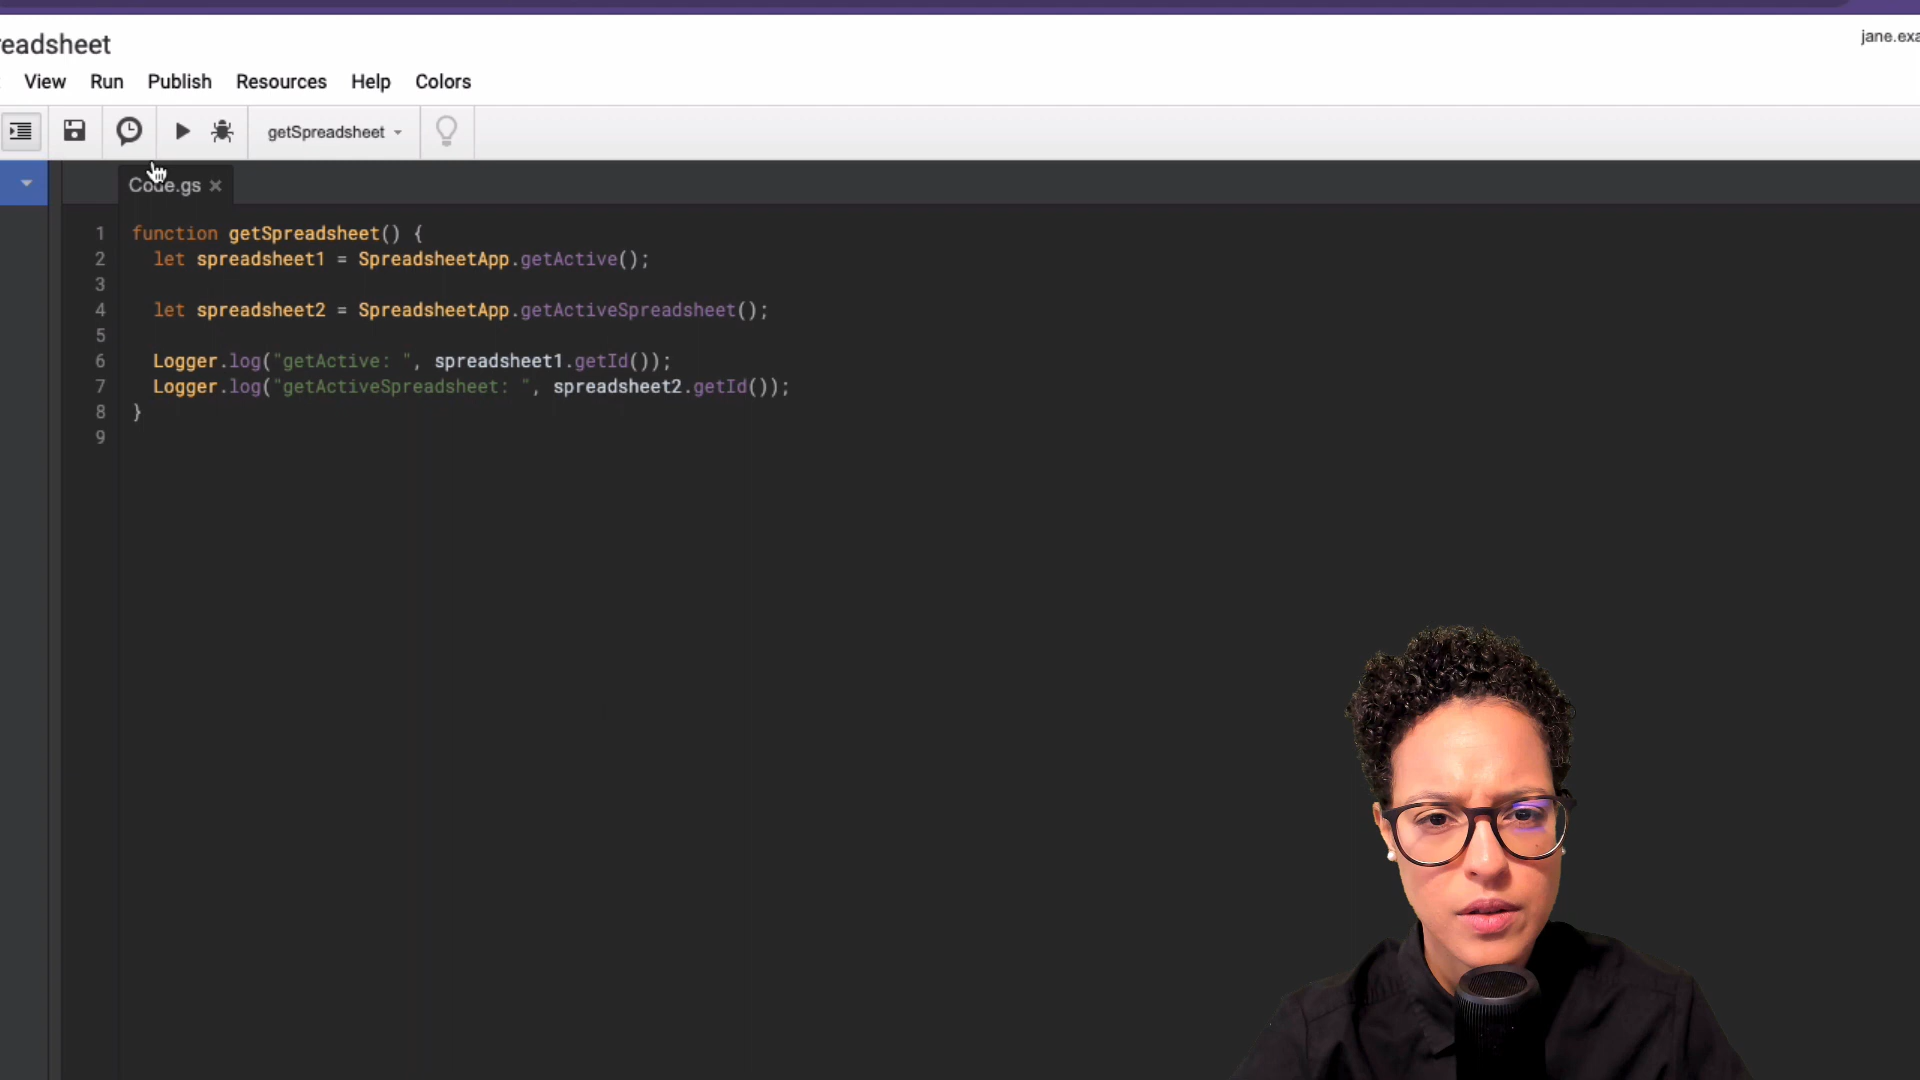 readsheet
jane.exa
View Run Publish Resources Help Colors
getSpreadsheet
Code.gs
1 function getSpreadsheet() {
2 let spreadsheet1 = SpreadsheetApp.getActive();
3
4 let spreadsheet2 = SpreadsheetApp.getActiveSpreadsheet();
5
6 Logger.log("getActive: ", spreadsheet1.getId());
7 Logger.log("getActiveSpreadsheet: ", spreadsheet2.getId());
8 }
9